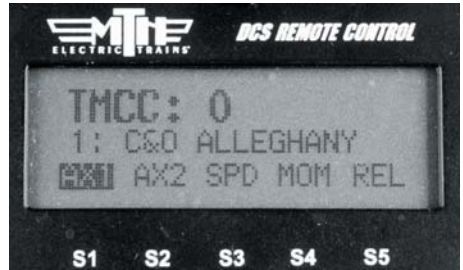 MTH DCS REMOTE CONTROL
ELECTRIC TRAINS
TMCC: 0
1: C&O ALLEGHANY
AX1 AX2 SPD MOM REL
S1 S2 S3 S4 S5